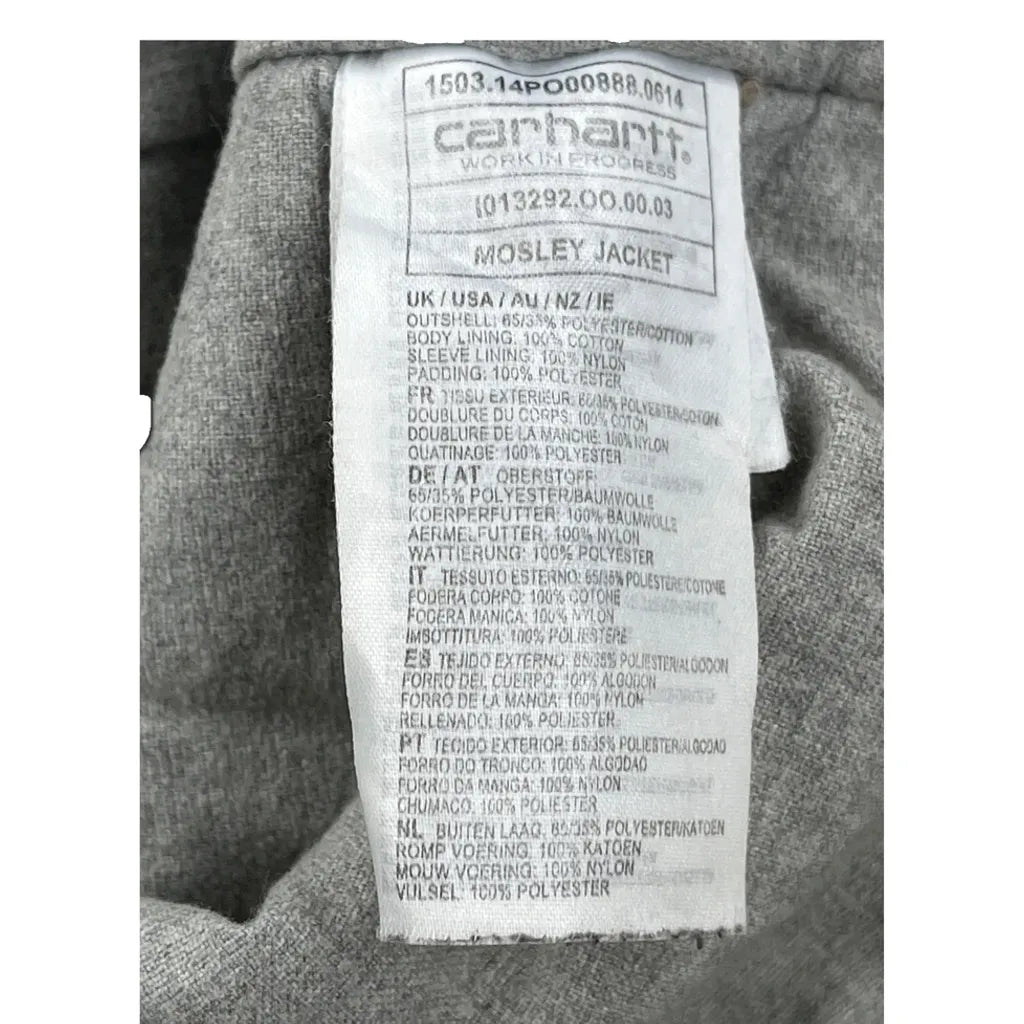 1503.14PO00888.0614
carhartt®
WORK IN PROGRESS
I013292.OO.00.03
MOSLEY JACKET
UK / USA / AU / NZ / IE
OUTSHELL: 65/35% POLYESTER/COTTON
BODY LINING: 100% COTTON
SLEEVE LINING: 100% NYLON
PADDING: 100% POLYESTER
FR TISSU EXTERIEUR: 65/35% POLYESTER/COTON
DOUBLURE DU CORPS: 100% COTON
DOUBLURE DE LA MANCHE: 100% NYLON
OUATINAGE: 100% POLYESTER
DE / AT OBERSTOFF:
65/35% POLYESTER/BAUMWOLLE
KOERPERFUTTER: 100% BAUMWOLLE
AERMELFUTTER: 100% NYLON
WATTIERUNG: 100% POLYESTER
IT TESSUTO ESTERNO: 65/35% POLIESTERE/COTONE
FODERA CORPO: 100% COTONE
FODERA MANICA: 100% NYLON
IMBOTTITURA: 100% POLIESTERE
ES TEJIDO EXTERNO: 65/35% POLIESTER/ALGODON
FORRO DEL CUERPO: 100% ALGODON
FORRO DE LA MANGA: 100% NYLON
RELLENADO: 100% POLIESTER
PT TECIDO EXTERIOR: 65/35% POLIESTER/ALGODAO
FORRO DO TRONCO: 100% ALGODAO
FORRO DA MANGA: 100% NYLON
CHUMACO: 100% POLIESTER
NL BUITEN LAAG: 65/35% POLYESTER/KATOEN
ROMP VOERING: 100% KATOEN
MOUW VOERING: 100% NYLON
VULSEL: 100% POLYESTER